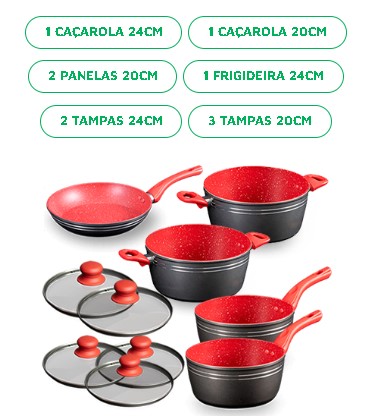 1 CAÇAROLA 24CM
1 CAÇAROLA 20CM
2 PANELAS 20CM
1 FRIGIDEIRA 24CM
2 TAMPAS 24CM
3 TAMPAS 20CM